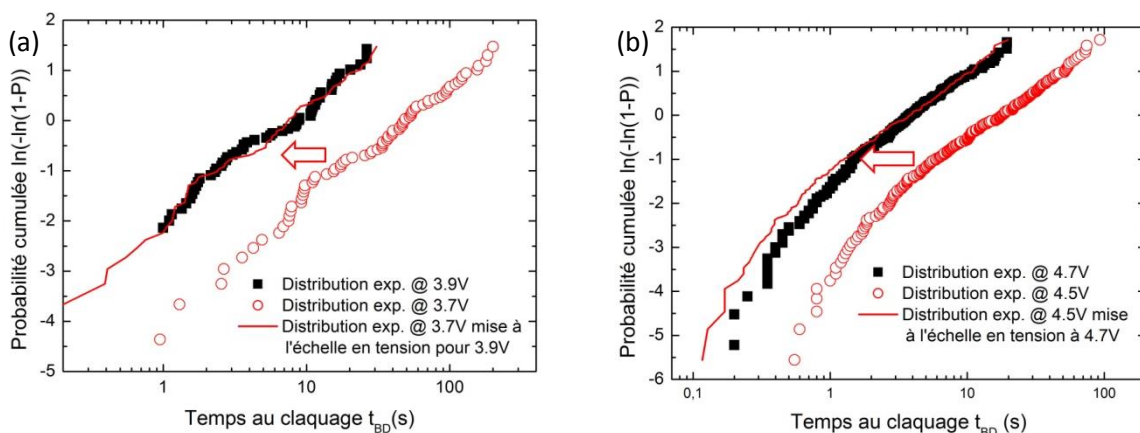 (a)
Probabilité cumulée ln(-ln(1-P))
2
1
0
-1
-2
-3
-4
-5
Distribution exp. @ 3.9V
Distribution exp. @ 3.7V
Distribution exp. @ 3.7V mise à
l'échelle en tension pour 3.9V
1
10
100
Temps au claquage t_BD(s)
(b)
Probabilité cumulée ln(-ln(1-P))
2
1
0
-1
-2
-3
-4
-5
-6
Distribution exp. @ 4.7V
Distribution exp. @ 4.5V
Distribution exp. @ 4.5V mise
à l'échelle en tension à 4.7V
0,1
1
10
100
Temps au claquage t_BD (s)